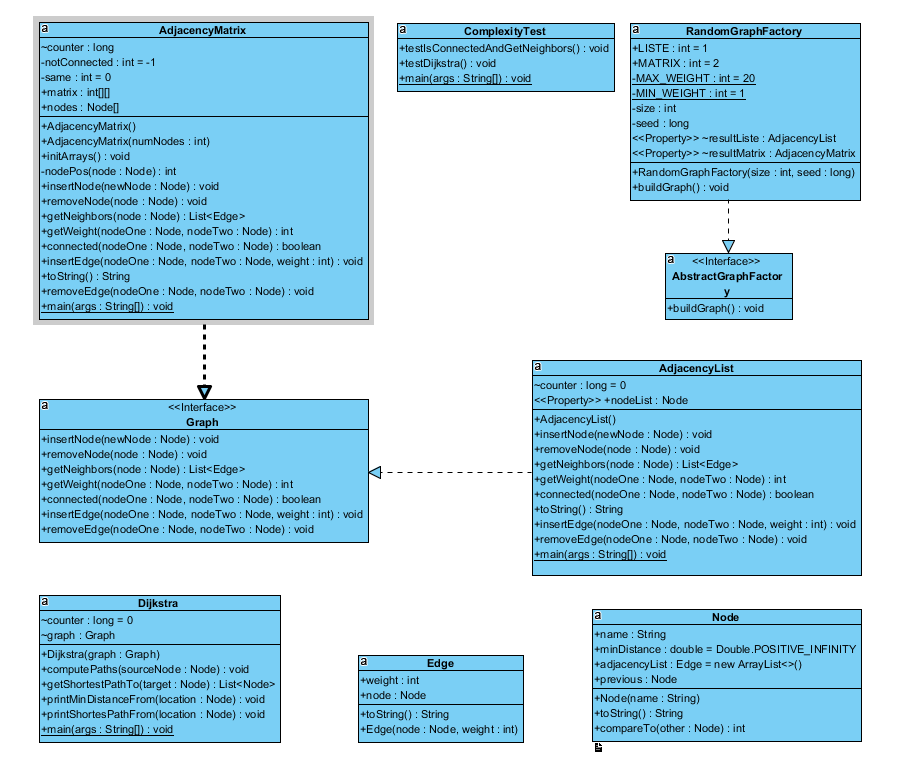 a
AdjacencyMatrix
~counter : long
-notConnected : int = -1
-same : int = 0
+matrix : int[][]
+nodes : Node[]
+AdjacencyMatrix()
+AdjacencyMatrix(numNodes : int)
+initArrays() : void
-nodePos(node : Node) : int
+insertNode(newNode : Node) : void
+removeNode(node : Node) : void
+getNeighbors(node : Node) : List<Edge>
+getWeight(nodeOne : Node, nodeTwo : Node) : int
+connected(nodeOne : Node, nodeTwo : Node) : boolean
+insertEdge(nodeOne : Node, nodeTwo : Node, weight : int) : void
+toString() : String
+removeEdge(nodeOne : Node, nodeTwo : Node) : void
+main(args : String[]) : void
a
ComplexityTest
+testIsConnectedAndGetNeighbors() : void
+testDijkstra() : void
+main(args : String[]) : void
a
RandomGraphFactory
+LISTE : int = 1
+MATRIX : int = 2
-MAX_WEIGHT : int = 20
-MIN_WEIGHT : int = 1
-size : int
-seed : long
<<Property>> ~resultListe : AdjacencyList
<<Property>> ~resultMatrix : AdjacencyMatrix
+RandomGraphFactory(size : int, seed : long)
+buildGraph() : void
a
<<Interface>>
AbstractGraphFactor
y
+buildGraph() : void
a
<<Interface>>
Graph
+insertNode(newNode : Node) : void
+removeNode(node : Node) : void
+getNeighbors(node : Node) : List<Edge>
+getWeight(nodeOne : Node, nodeTwo : Node) : int
+connected(nodeOne : Node, nodeTwo : Node) : boolean
+insertEdge(nodeOne : Node, nodeTwo : Node, weight : int) : void
+removeEdge(nodeOne : Node, nodeTwo : Node) : void
a
AdjacencyList
~counter : long = 0
<<Property>> +nodeList : Node
+AdjacencyList()
+insertNode(newNode : Node) : void
+removeNode(node : Node) : void
+getNeighbors(node : Node) : List<Edge>
+getWeight(nodeOne : Node, nodeTwo : Node) : int
+connected(nodeOne : Node, nodeTwo : Node) : boolean
+toString() : String
+insertEdge(nodeOne : Node, nodeTwo : Node, weight : int) : void
+removeEdge(nodeOne : Node, nodeTwo : Node) : void
+main(args : String[]) : void
a
Dijkstra
~counter : long = 0
~graph : Graph
+Dijkstra(graph : Graph)
+computePaths(sourceNode : Node) : void
+getShortestPathTo(target : Node) : List<Node>
+printMinDistanceFrom(location : Node) : void
+printShortesPathFrom(location : Node) : void
+main(args : String[]) : void
a
Edge
+weight : int
+node : Node
+toString() : String
+Edge(node : Node, weight : int)
a
Node
+name : String
+minDistance : double = Double.POSITIVE_INFINITY
+adjacencyList : Edge = new ArrayList<>()
+previous : Node
+Node(name : String)
+toString() : String
+compareTo(other : Node) : int